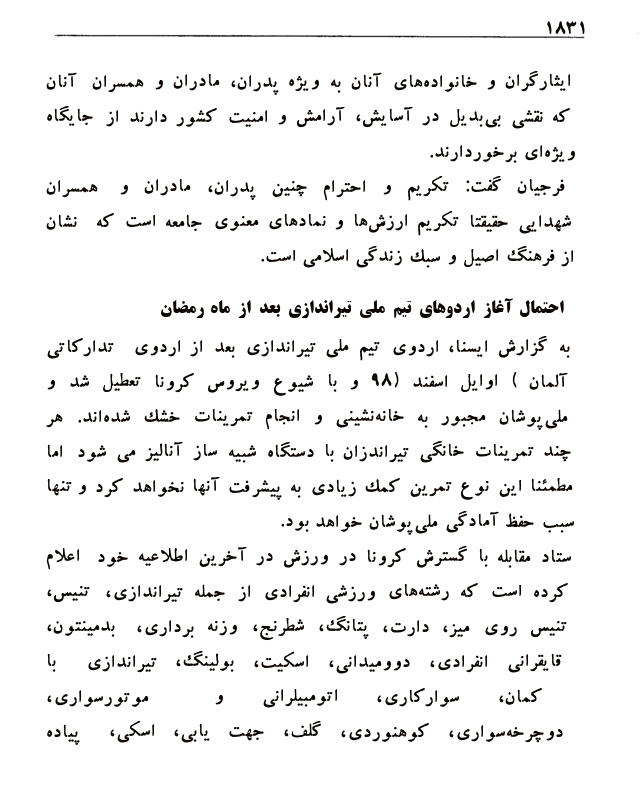 ۱۸۳۱
ایثارگران و خانواده‌های آنان به ویژه پدران، مادران و همسران آنان
که نقشی بی‌بدیل در آسایش، آرامش و امنیت کشور دارند از جایگاه
ویژه‌ای برخوردارند.
فرجیان گفت: تکریم و احترام چنین پدران، مادران و همسران
شهدایی حقیقتا تکریم ارزش‌ها و نمادهای معنوی جامعه است که نشان
از فرهنگ اصیل و سبک زندگی اسلامی است.
احتمال آغاز اردوهای تیم ملی تیراندازی بعد از ماه رمضان
به گزارش ایسنا، اردوی تیم ملی تیراندازی بعد از اردوی تدارکاتی
آلمان ) اوایل اسفند (۹۸ و با شیوع ویروس کرونا تعطیل شد و
ملی‌پوشان مجبور به خانه‌نشینی و انجام تمرینات خشک شده‌اند. هر
چند تمرینات خانگی تیراندزان با دستگاه شبیه ساز آنالیز می شود اما
مطمئنا این نوع تمرین کمک زیادی به پیشرفت آنها نخواهد کرد و تنها
سبب حفظ آمادگی ملی‌پوشان خواهد بود.
ستاد مقابله با گسترش کرونا در ورزش در آخرین اطلاعیه خود اعلام
کرده است که رشته‌های ورزشی انفرادی از جمله تیراندازی، تنیس،
تنیس روی میز، دارت، پتانگ، شطرنج، وزنه برداری، بدمینتون،
قایقرانی انفرادی، دوومیدانی، اسکیت، بولینگ، تیراندازی با
کمان، سوارکاری، اتومبیلرانی و موتورسواری،
دوچرخه‌سواری، کوهنوردی، گلف، جهت یابی، اسکی، پیاده